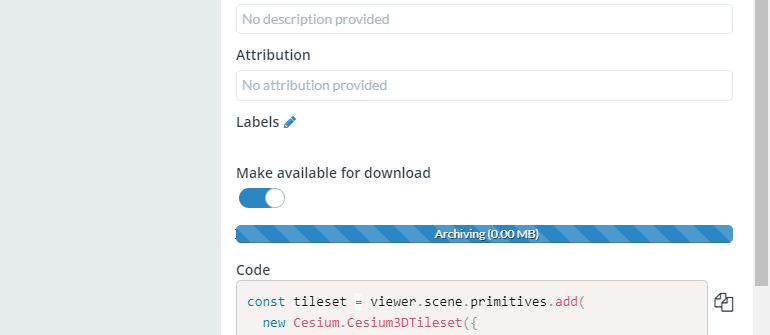 No description provided
Attribution
No attribution provided
Labels
Make available for download
Archiving (0.00 MB)
Code
const tileset = viewer.scene.primitives.add(
new Cesium.Cesium3DTileset({